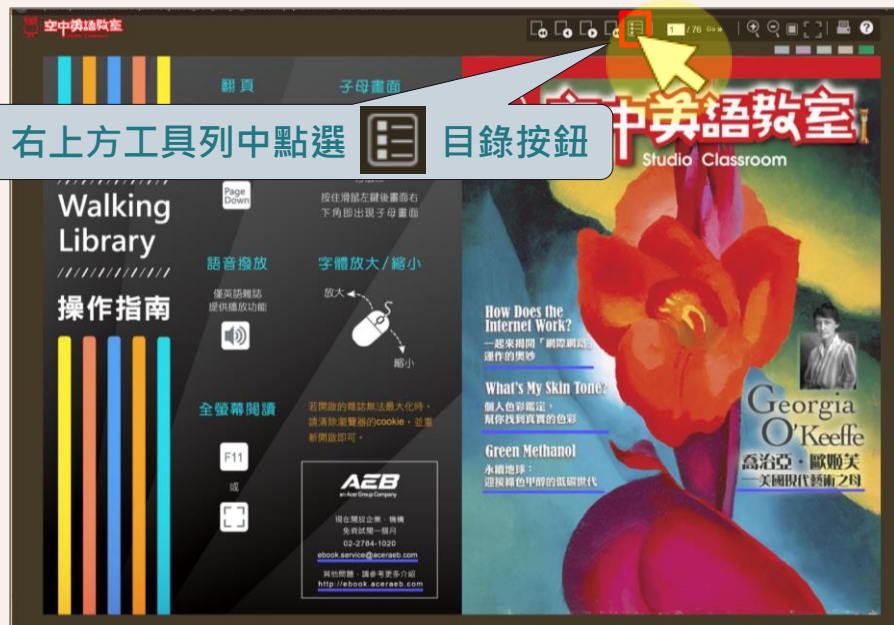 空中英語教室
1 / 76 Go
翻頁
子母畫面
右上方工具列中點選 目錄按鈕
空中英語教室
Studio Classroom
Page
Down
按住滑鼠左鍵後畫面右
下角即出現子母畫面
Walking
Library
操作指南
語音撥放
僅英語雜誌
提供播放功能
字體放大/縮小
放大
縮小
全螢幕閱讀
F11
或
若開啟的雜誌無法最大化時，
請清除瀏覽器的cookie，並重
新開啟即可。
AEB
an Acer Group Company
現在開放企業、機構
免費試閱一個月
02-2784-1020
ebook.service@aceraeb.com
其他問題，請參考更多介紹
http://ebook.aceraeb.com
How Does the
Internet Work?
一起來揭開「網際網路」
運作的奧妙
What's My Skin Tone?
個人色彩鑑定，
幫你找到真實的色彩
Green Methanol
永續地球：
迎接綠色甲醇的低碳世代
Georgia
O'Keeffe
喬治亞·歐姬芙
—美國現代藝術之母